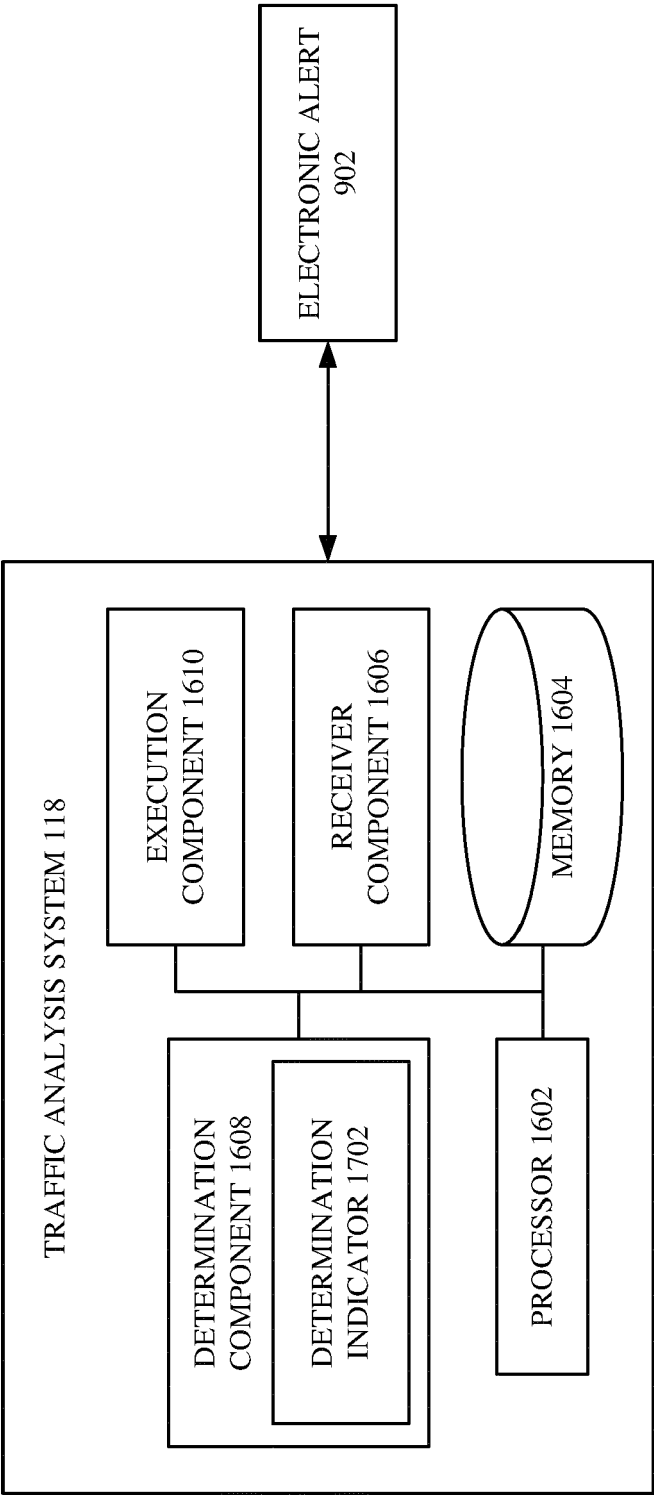 TRAFFIC ANALYSIS SYSTEM 118
DETERMINATION
COMPONENT 1608
DETERMINATION
INDICATOR 1702
PROCESSOR 1602
EXECUTION
COMPONENT 1610
RECEIVER
COMPONENT 1606
MEMORY 1604
ELECTRONIC ALERT
902